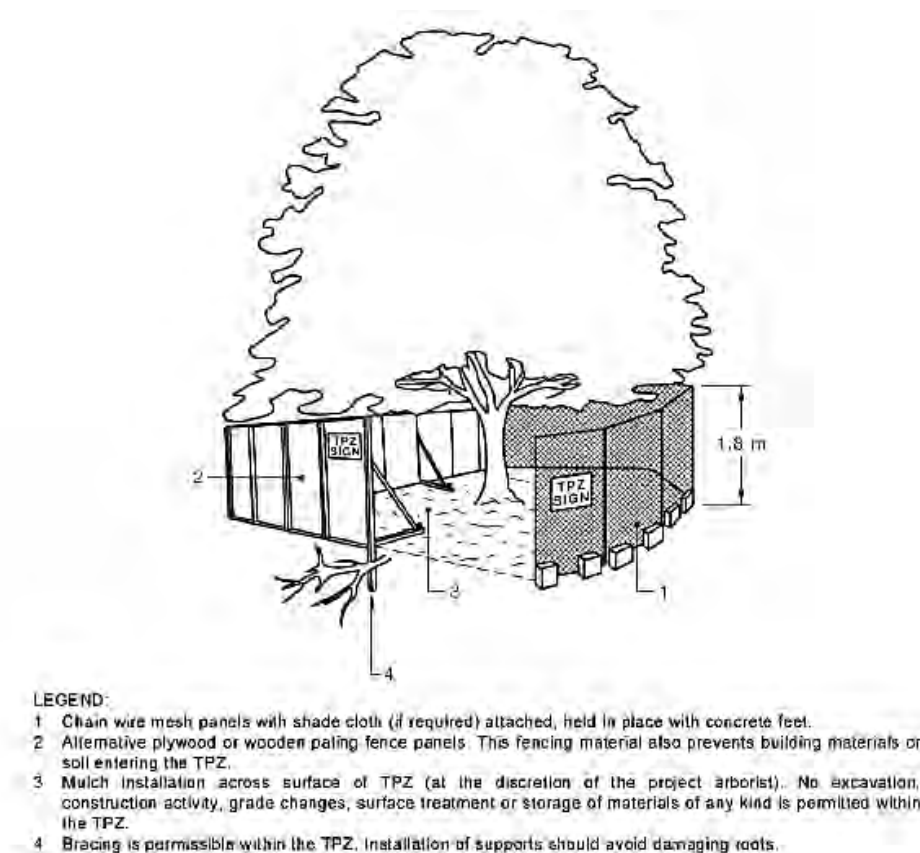 TPZ
SIGN
1.8 m
TPZ
SIGN
2
3
1
4
LEGEND:
1 Chain wire mesh panels with shade cloth (if required) attached, held in place with concrete feet.
2 Alternative plywood or wooden paling fence panels. This fencing material also prevents building materials or
soil entering the TPZ.
3 Mulch installation across surface of TPZ (at the discretion of the project arborist). No excavation,
construction activity, grade changes, surface treatment or storage of materials of any kind is permitted within
the TPZ.
4 Bracing is permissible within the TPZ. Installation of supports should avoid damaging roots.